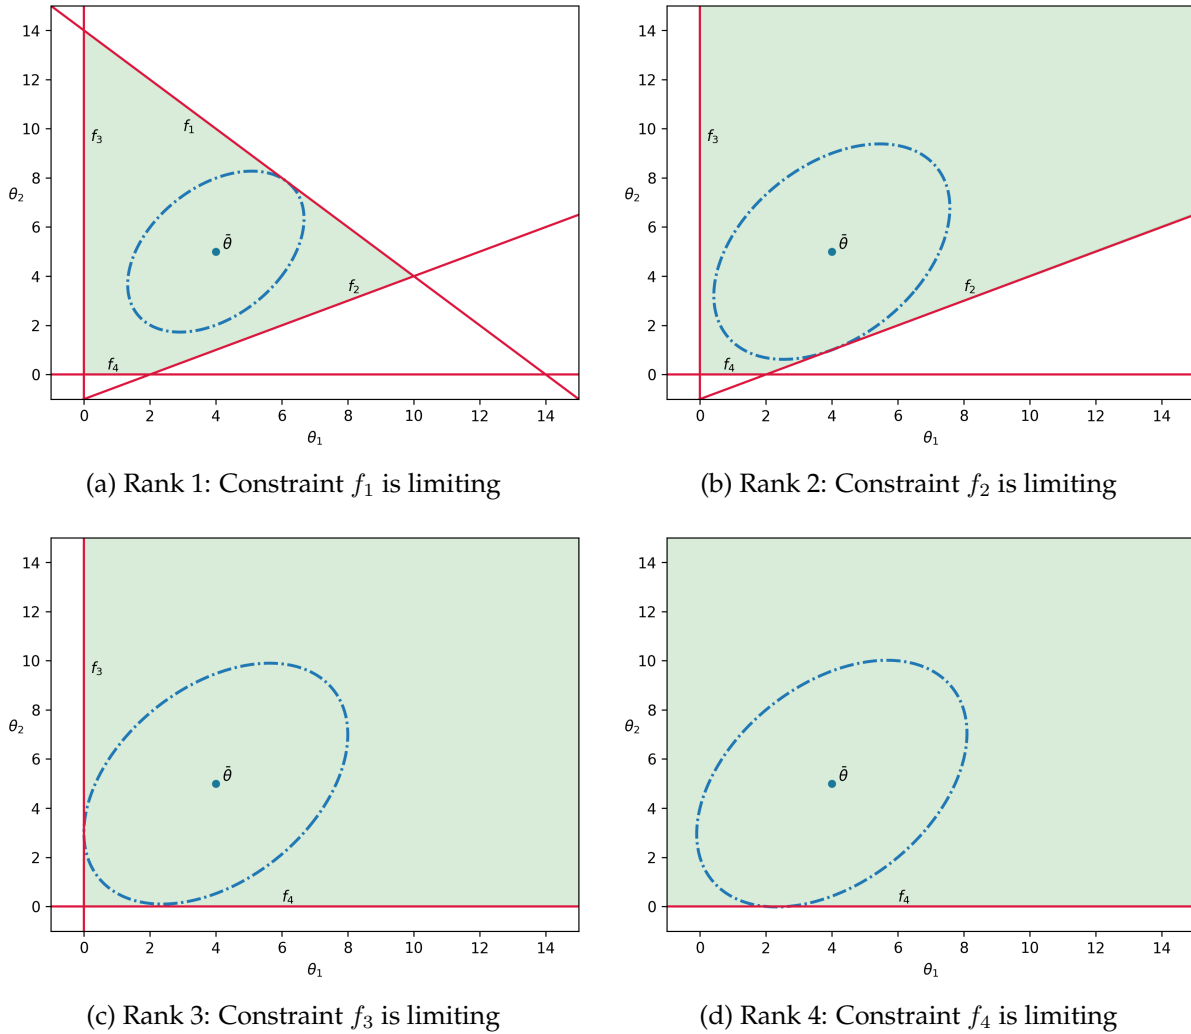 14
12
10
8
6
4
2
0
θ₂
f₁
f₃
θ̄
f₂
f₄
0 2 4 6 8 10 12 14
θ₁
(a) Rank 1: Constraint f₁ is limiting
14
12
10
8
6
4
2
0
θ₂
f₃
θ̄
f₂
f₄
0 2 4 6 8 10 12 14
θ₁
(b) Rank 2: Constraint f₂ is limiting
14
12
10
8
6
4
2
0
θ₂
f₃
θ̄
f₄
0 2 4 6 8 10 12 14
θ₁
(c) Rank 3: Constraint f₃ is limiting
14
12
10
8
6
4
2
0
θ₂
θ̄
f₄
0 2 4 6 8 10 12 14
θ₁
(d) Rank 4: Constraint f₄ is limiting